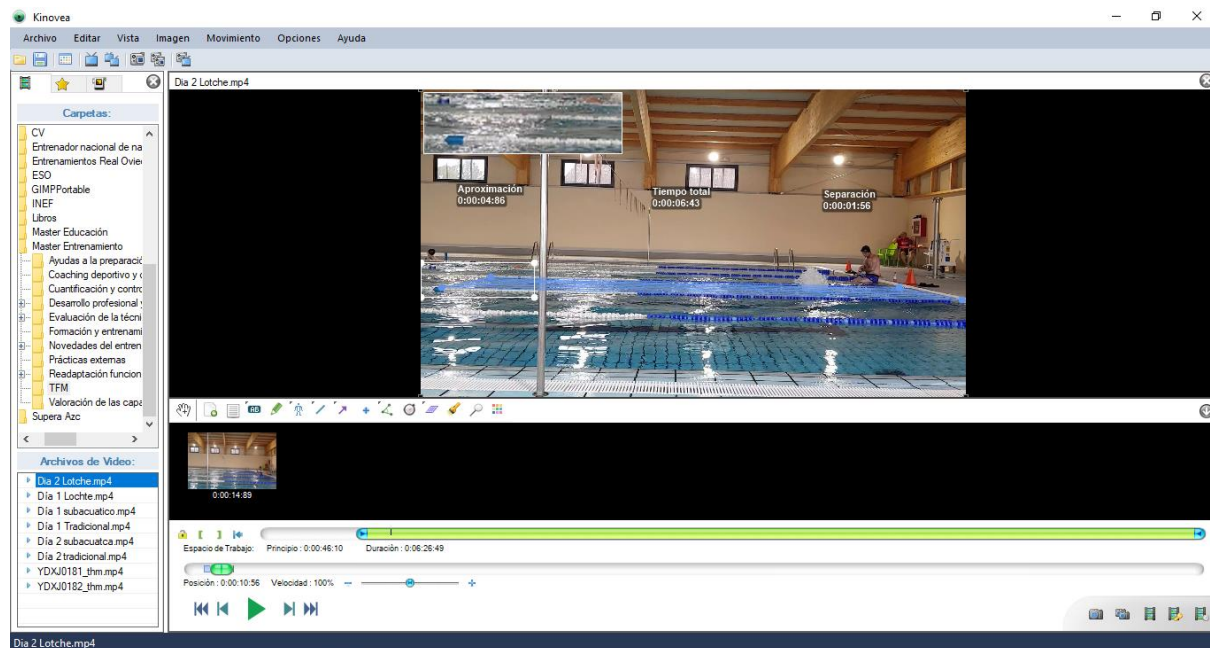 Kinovea
Archivo Editar Vista Imagen Movimiento Opciones Ayuda
Dia 2 Lotche.mp4
Carpetas:
CV
Entrenador nacional de na
Entrenamientos Real Ovie
ESO
GIMPPortable
INEF
Libros
Master Educación
Master Entrenamiento
Ayudas a la preparació
Coaching deportivo y
Cuantificación y contro
Desarrollo profesional
Evaluación de la técni
Formación y entrenami
Novedades del entren
Prácticas externas
Readaptación funcion
TFM
Valoración de las capa
Supera Azc
Archivos de Video:
Dia 2 Lotche.mp4
Día 1 Lochte.mp4
Día 1 subacuatico.mp4
Día 1 Tradicional.mp4
Día 2 subacuatca.mp4
Día 2 tradicional.mp4
YDXJ0181_thm.mp4
YDXJ0182_thm.mp4
Aproximación
0:00:04:86
Tiempo total
0:00:06:43
Separación
0:00:01:56
0:00:14:89
Espacio de Trabajo: Principio : 0:00:46:10 Duración : 0:06:26:49
Posición : 0:00:10:56 Velocidad : 100%
Dia 2 Lotche.mp4